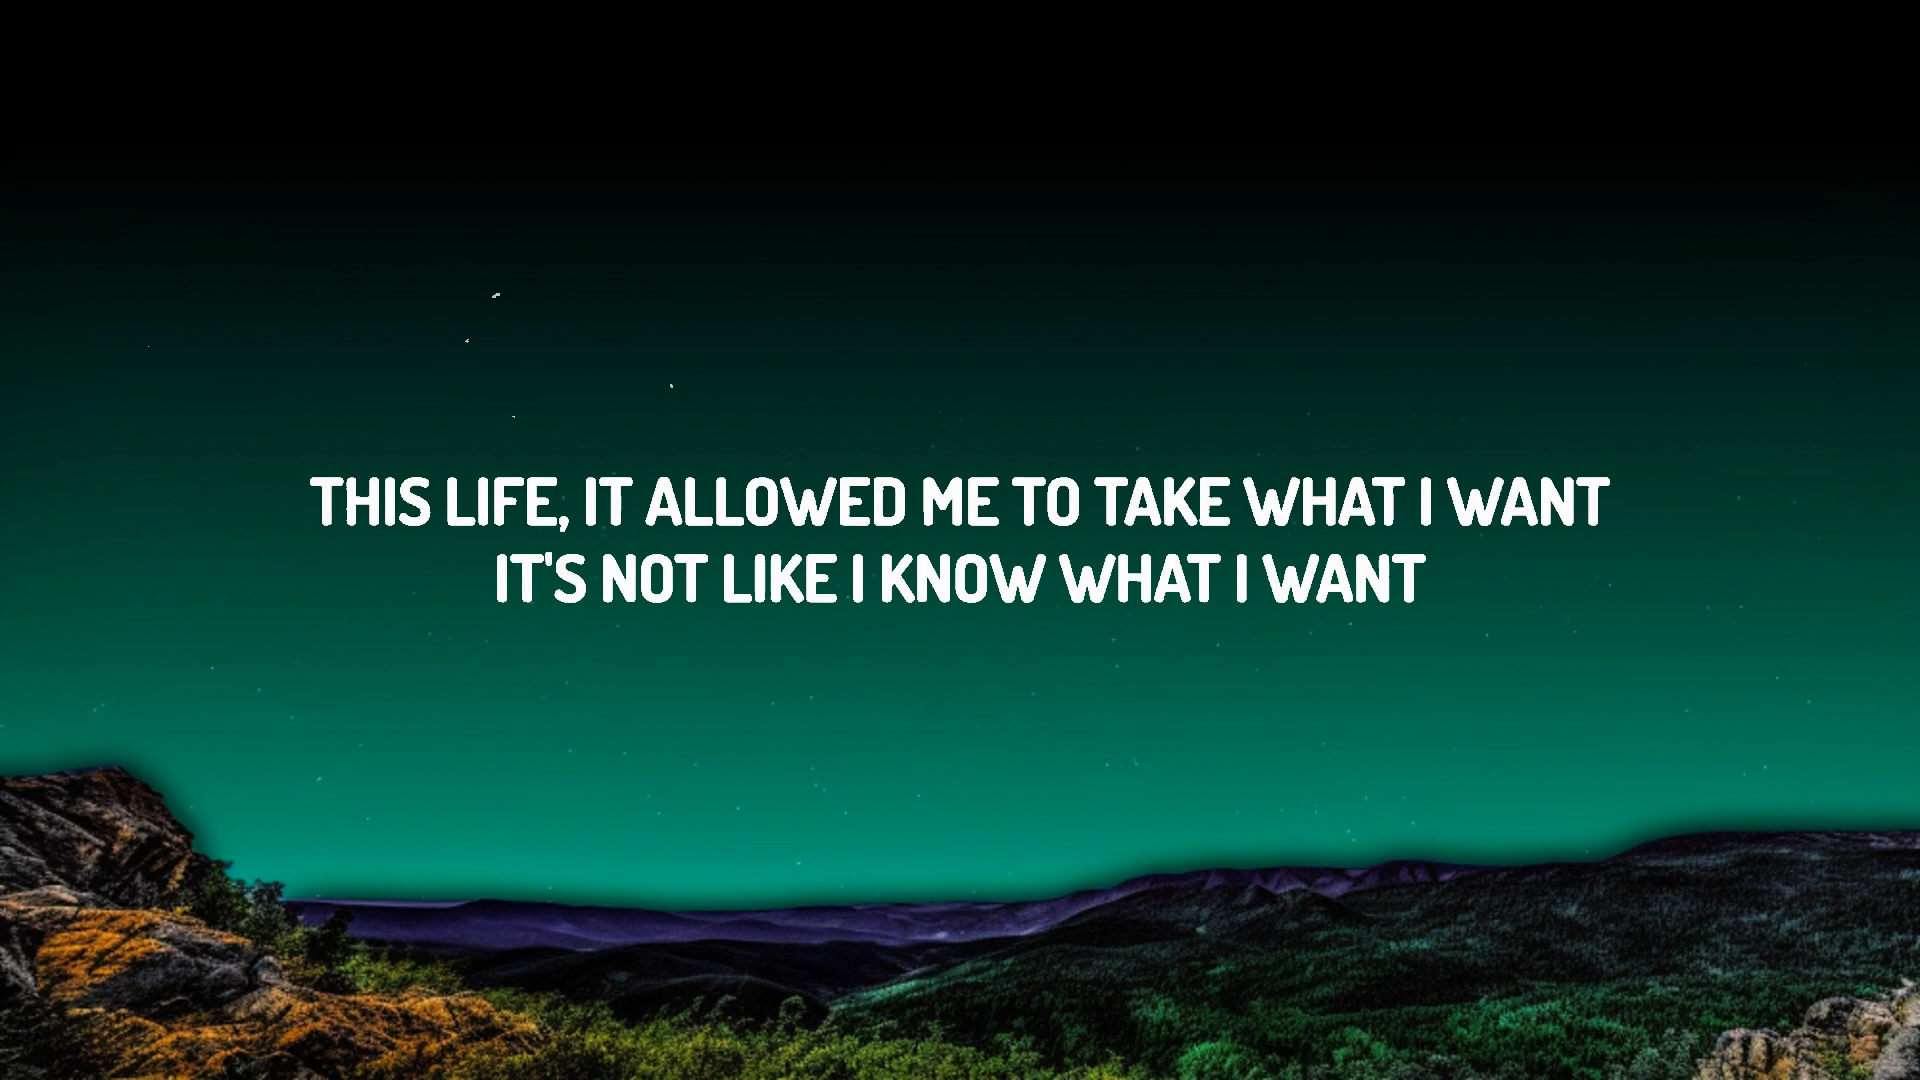 THIS LIFE, IT ALLOWED ME TO TAKE WHAT I WANT
IT'S NOT LIKE I KNOW WHAT I WANT